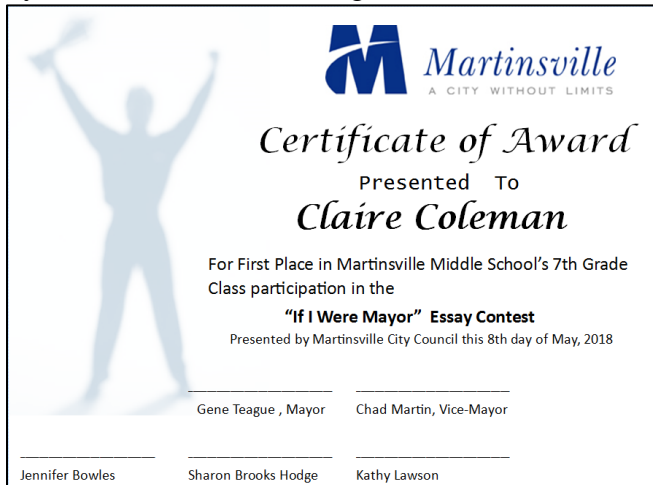 Martinsville
A CITY WITHOUT LIMITS
Certificate of Award
Presented To
Claire Coleman
For First Place in Martinsville Middle School's 7th Grade
Class participation in the
“If I Were Mayor” Essay Contest
Presented by Martinsville City Council this 8th day of May, 2018
Gene Teague , Mayor Chad Martin, Vice-Mayor
Jennifer Bowles Sharon Brooks Hodge Kathy Lawson